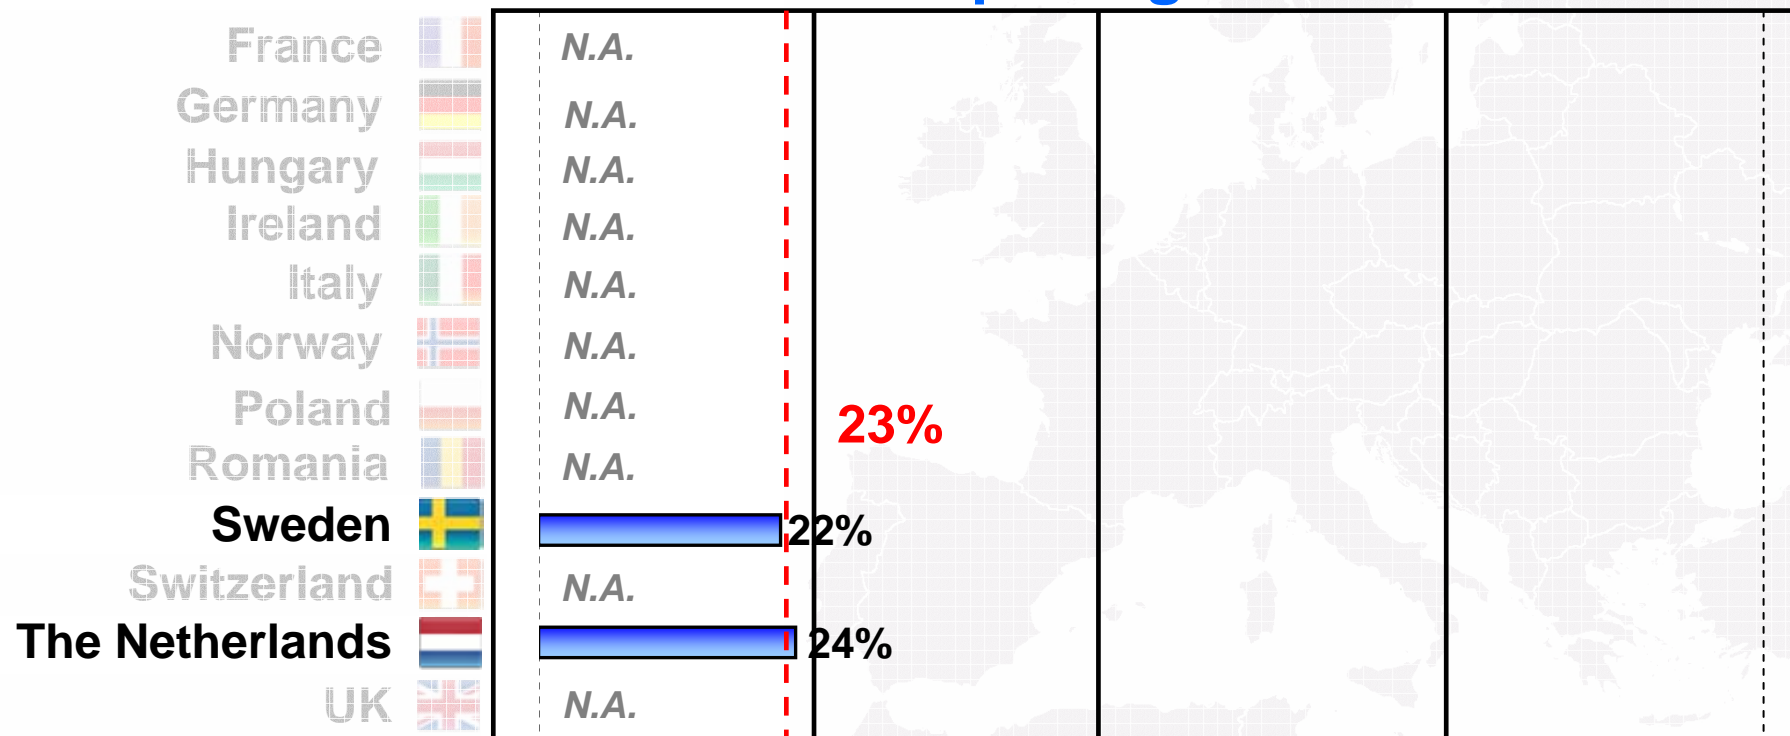 France N.A.
Germany N.A.
Hungary N.A.
Ireland N.A.
Italy N.A.
Norway N.A.
Poland N.A.
23%
Romania N.A.
Sweden 22%
Switzerland N.A.
The Netherlands 24%
UK N.A.